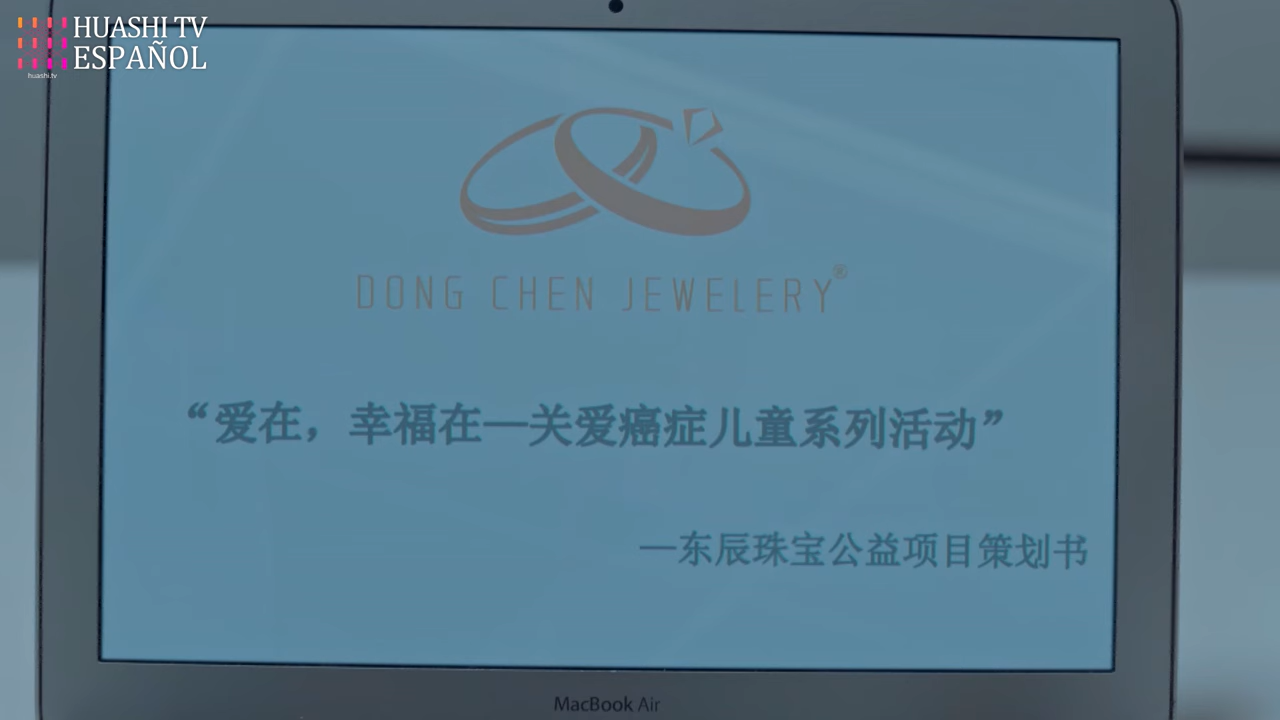 HUASHI TV
ESPAÑOL
huashi.tv
DONG CHEN JEWELERY®
“爱在，幸福在—关爱癌症儿童系列活动”
—东辰珠宝公益项目策划书
MacBook Air